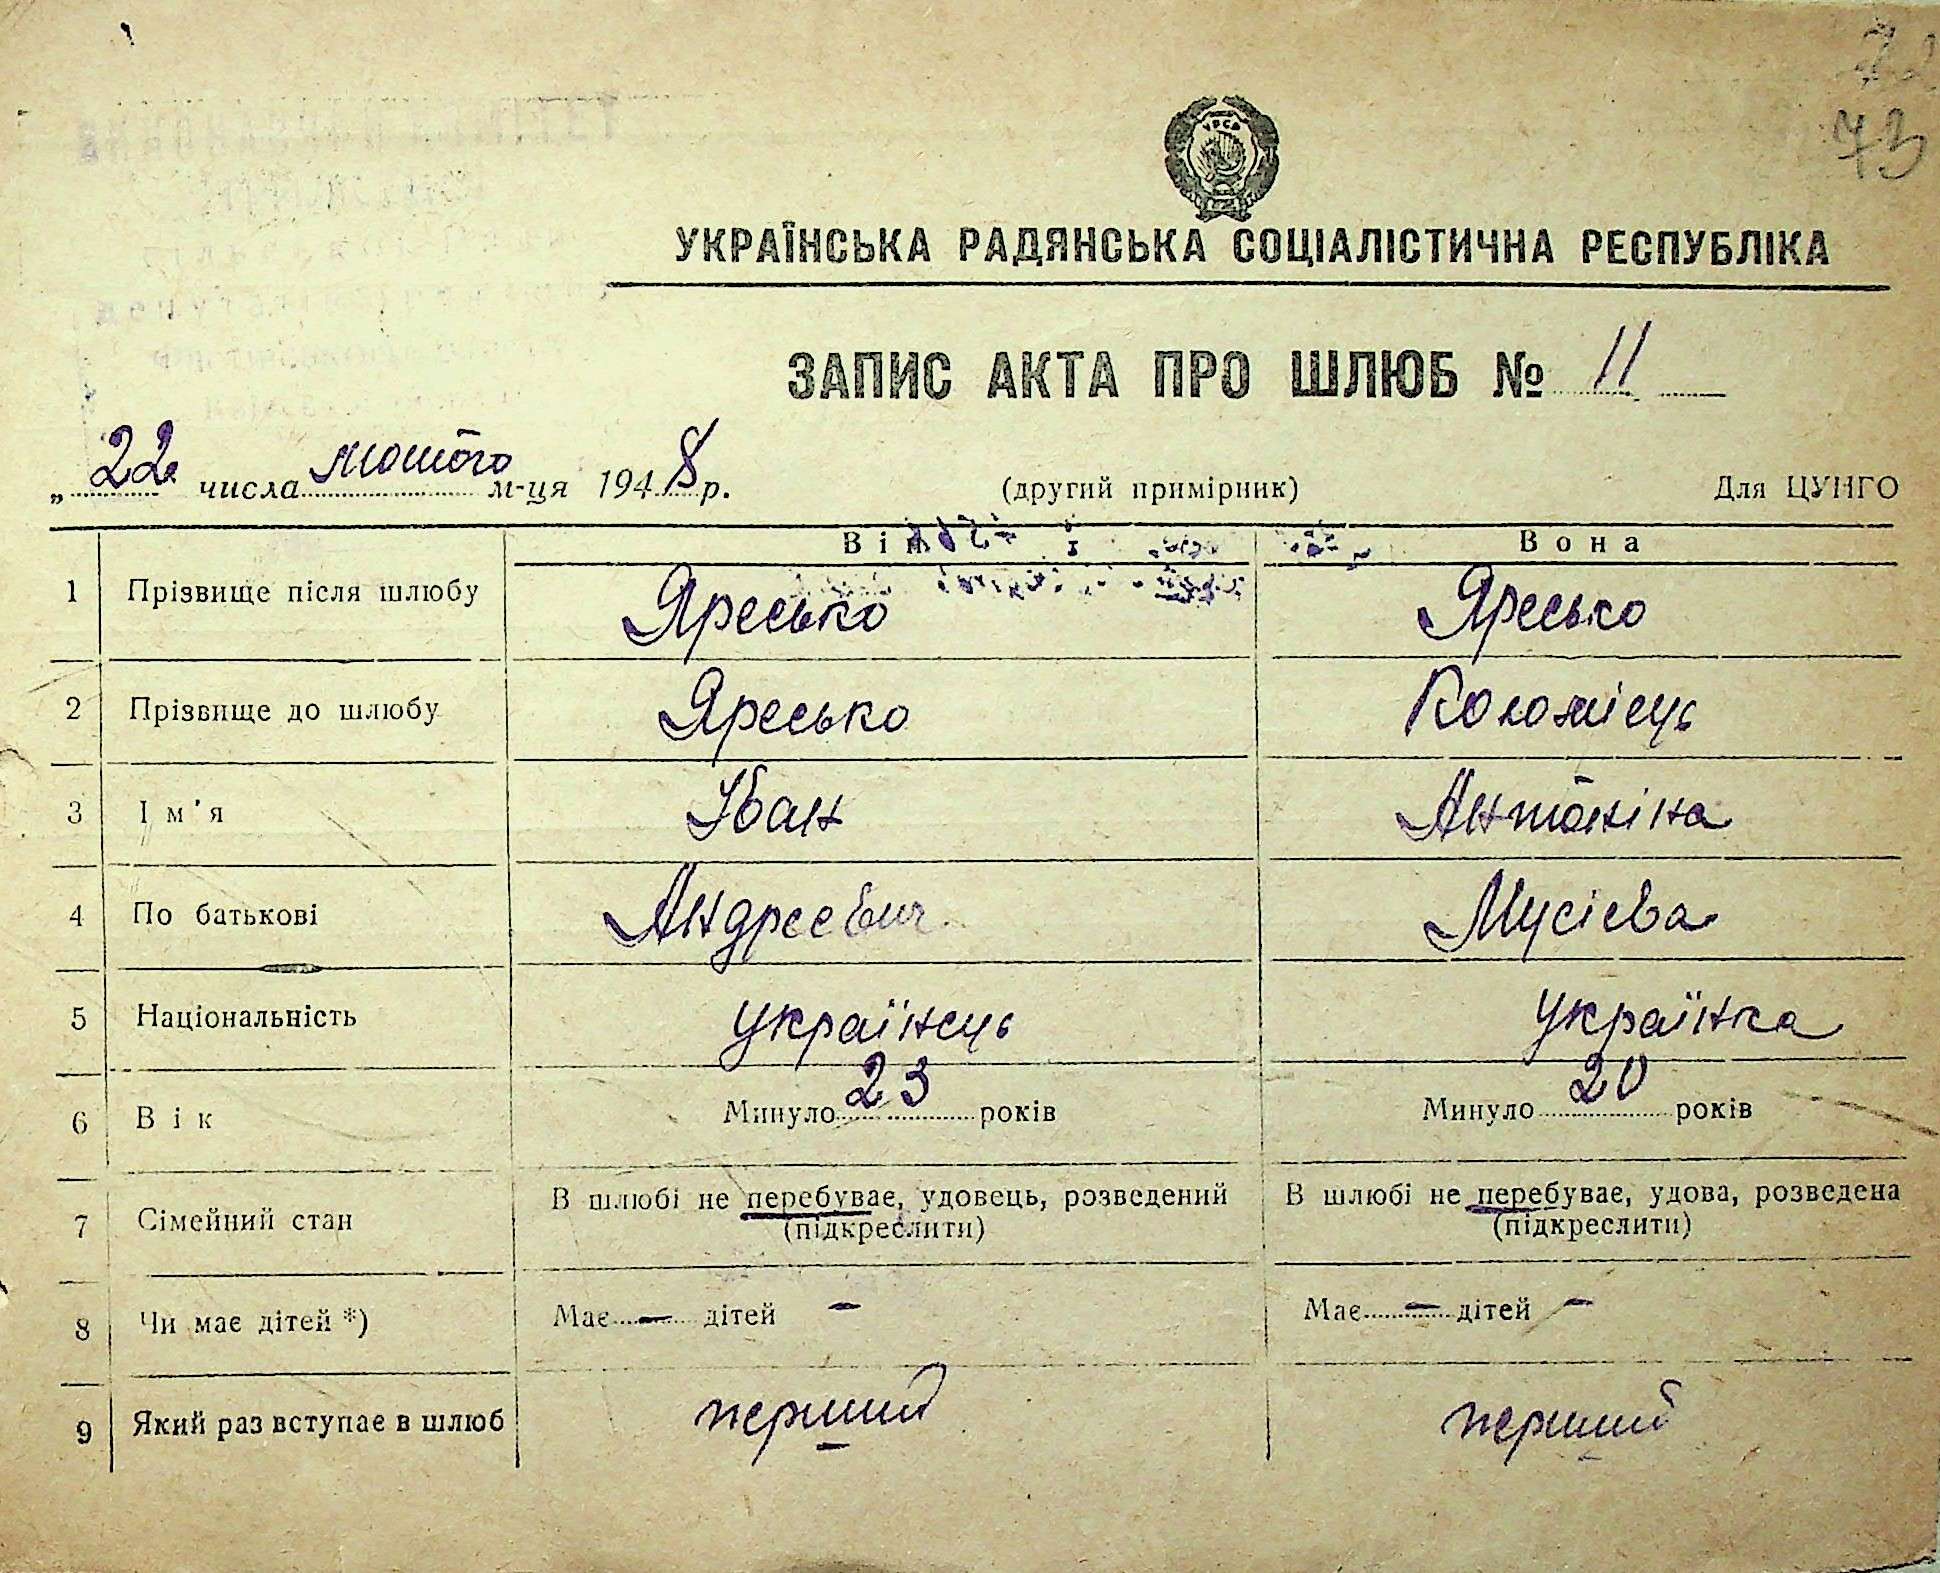 73
УРСР
УКРАЇНСЬКА РАДЯНСЬКА СОЦІАЛІСТИЧНА РЕСПУБЛІКА
ЗАПИС АКТА ПРО ШЛЮБ № 11
„ 22 числа лютого м-ця 1948 р. (другий примірник) Для ЦУНГО
Він Вона
1 Прізвище після шлюбу Яресько Яресько
2 Прізвище до шлюбу Яресько Коломієць
3 Ім'я Іван Антоніна
4 По батькові Андреевич Мусієва
5 Національність українець українка
6 Вік Минуло 23 років Минуло 20 років
7 Сімейний стан В шлюбі не перебуває, удовець, розведений В шлюбі не перебуває, удова, розведена
(підкреслити) (підкреслити)
8 Чи має дітей *) Має — дітей — Має — дітей —
9 Який раз вступає в шлюб перший перший